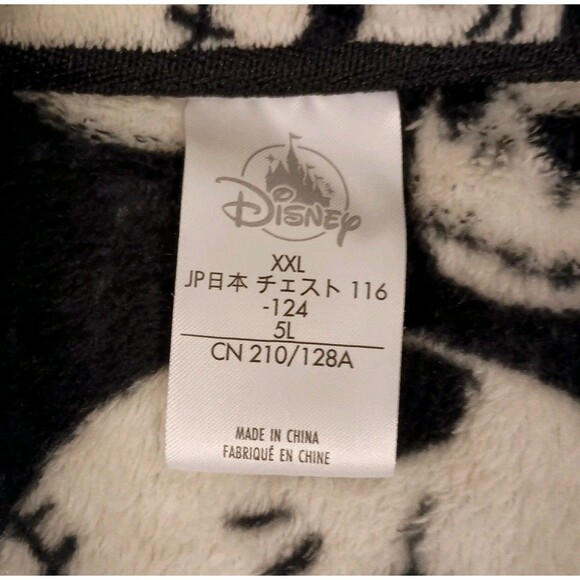 Disney
XXL
JP日本 チェスト 116
-124
5L
CN 210/128A
MADE IN CHINA
FABRIQUÉ EN CHINE